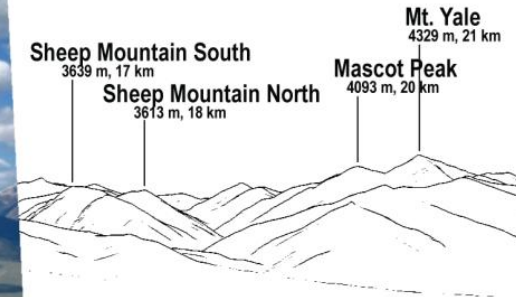 Mt. Yale
4329 m, 21 km
Sheep Mountain South
3639 m, 17 km
Mascot Peak
4093 m, 20 km
Sheep Mountain North
3613 m, 18 km